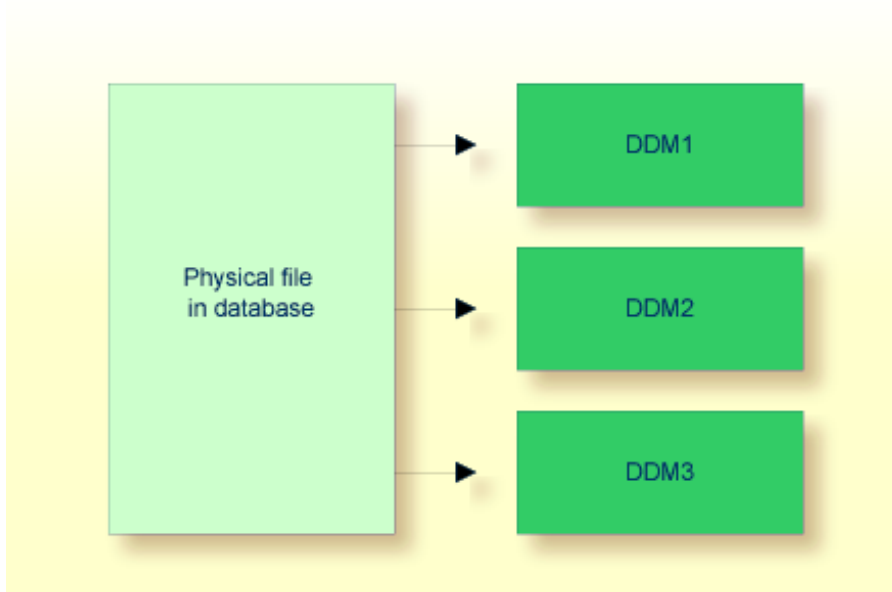 Physical file
in database
DDM1
DDM2
DDM3